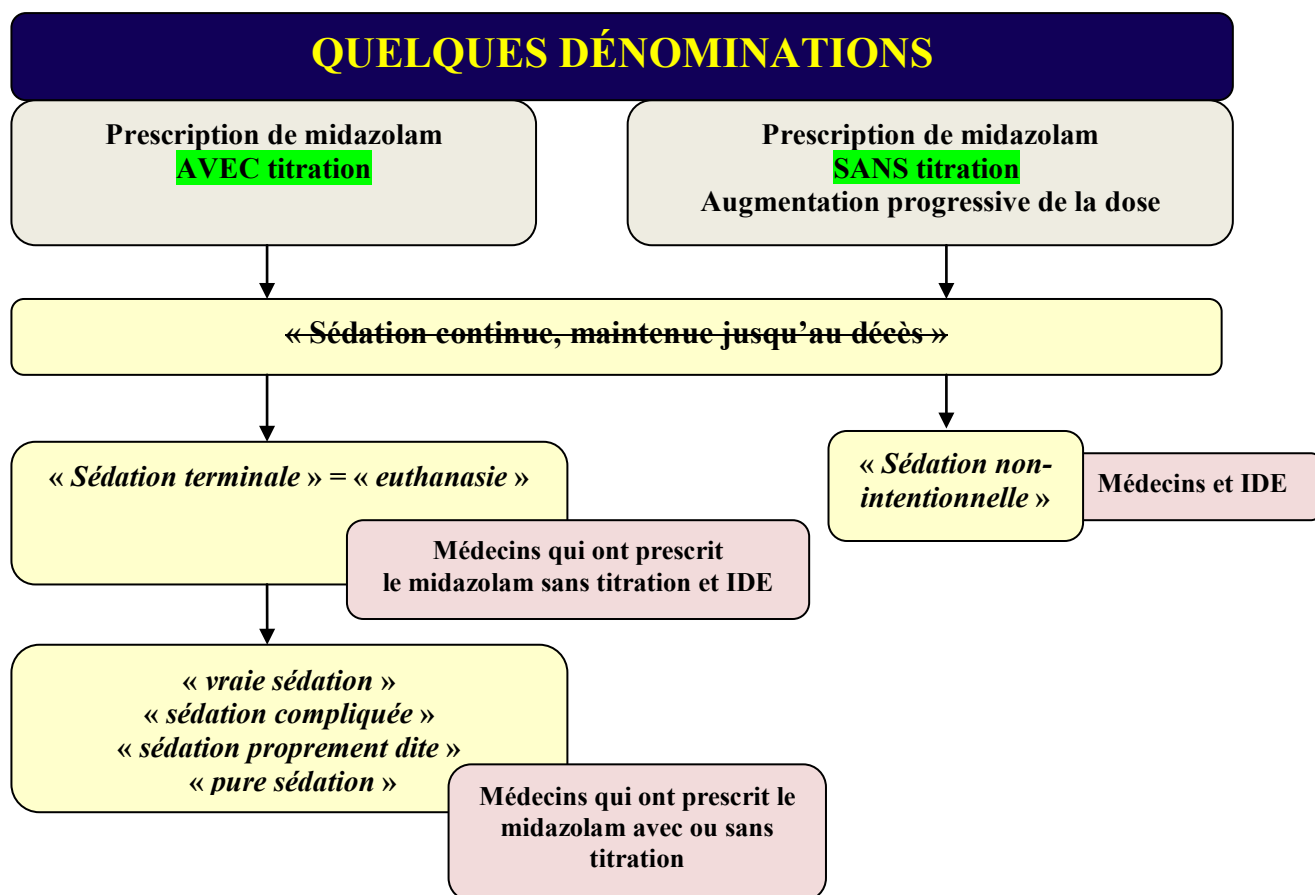 QUELQUES DÉNOMINATIONS
Prescription de midazolam
AVEC titration
Prescription de midazolam
SANS titration
Augmentation progressive de la dose
« Sédation continue, maintenue jusqu’au décès »
« Sédation terminale » = « euthanasie »
Médecins qui ont prescrit
le midazolam sans titration et IDE
« Sédation non-
intentionnelle »
Médecins et IDE
« vraie sédation »
« sédation compliquée »
« sédation proprement dite »
« pure sédation »
Médecins qui ont prescrit le
midazolam avec ou sans
titration